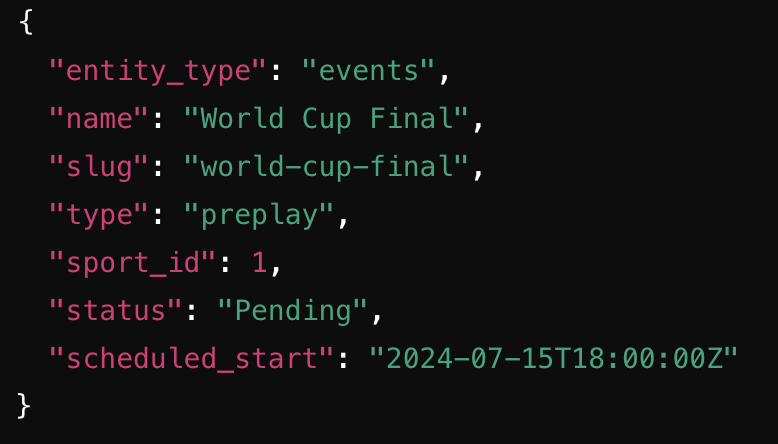 {
"entity_type": "events",
"name": "World Cup Final",
"slug": "world-cup-final",
"type": "preplay",
"sport_id": 1,
"status": "Pending",
"scheduled_start": "2024-07-15T18:00:00Z"
}